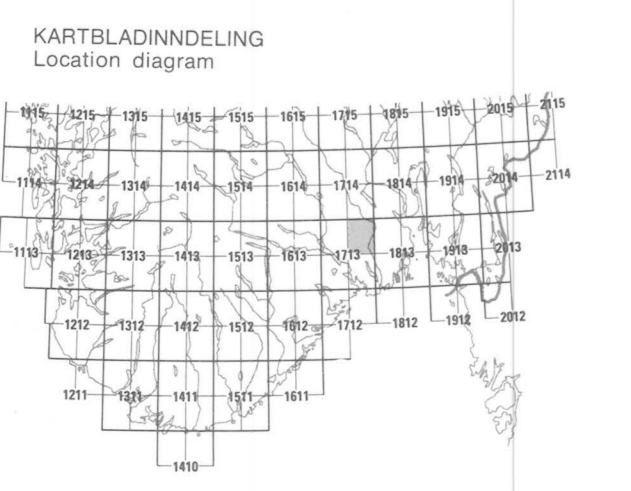 KARTBLADINNDELING
Location diagram
1115 1215 1315 1415 1515 1615 1715 1815 1915 2015 2115
1114 1214 1314 1414 1514 1614 1714 1814 1914 2014 2114
1113 1213 1313 1413 1513 1613 1713 1813 1913 2013
1212 1312 1412 1512 1612 1712 1812 1912 2012
1211 1311 1411 1511 1611
1410